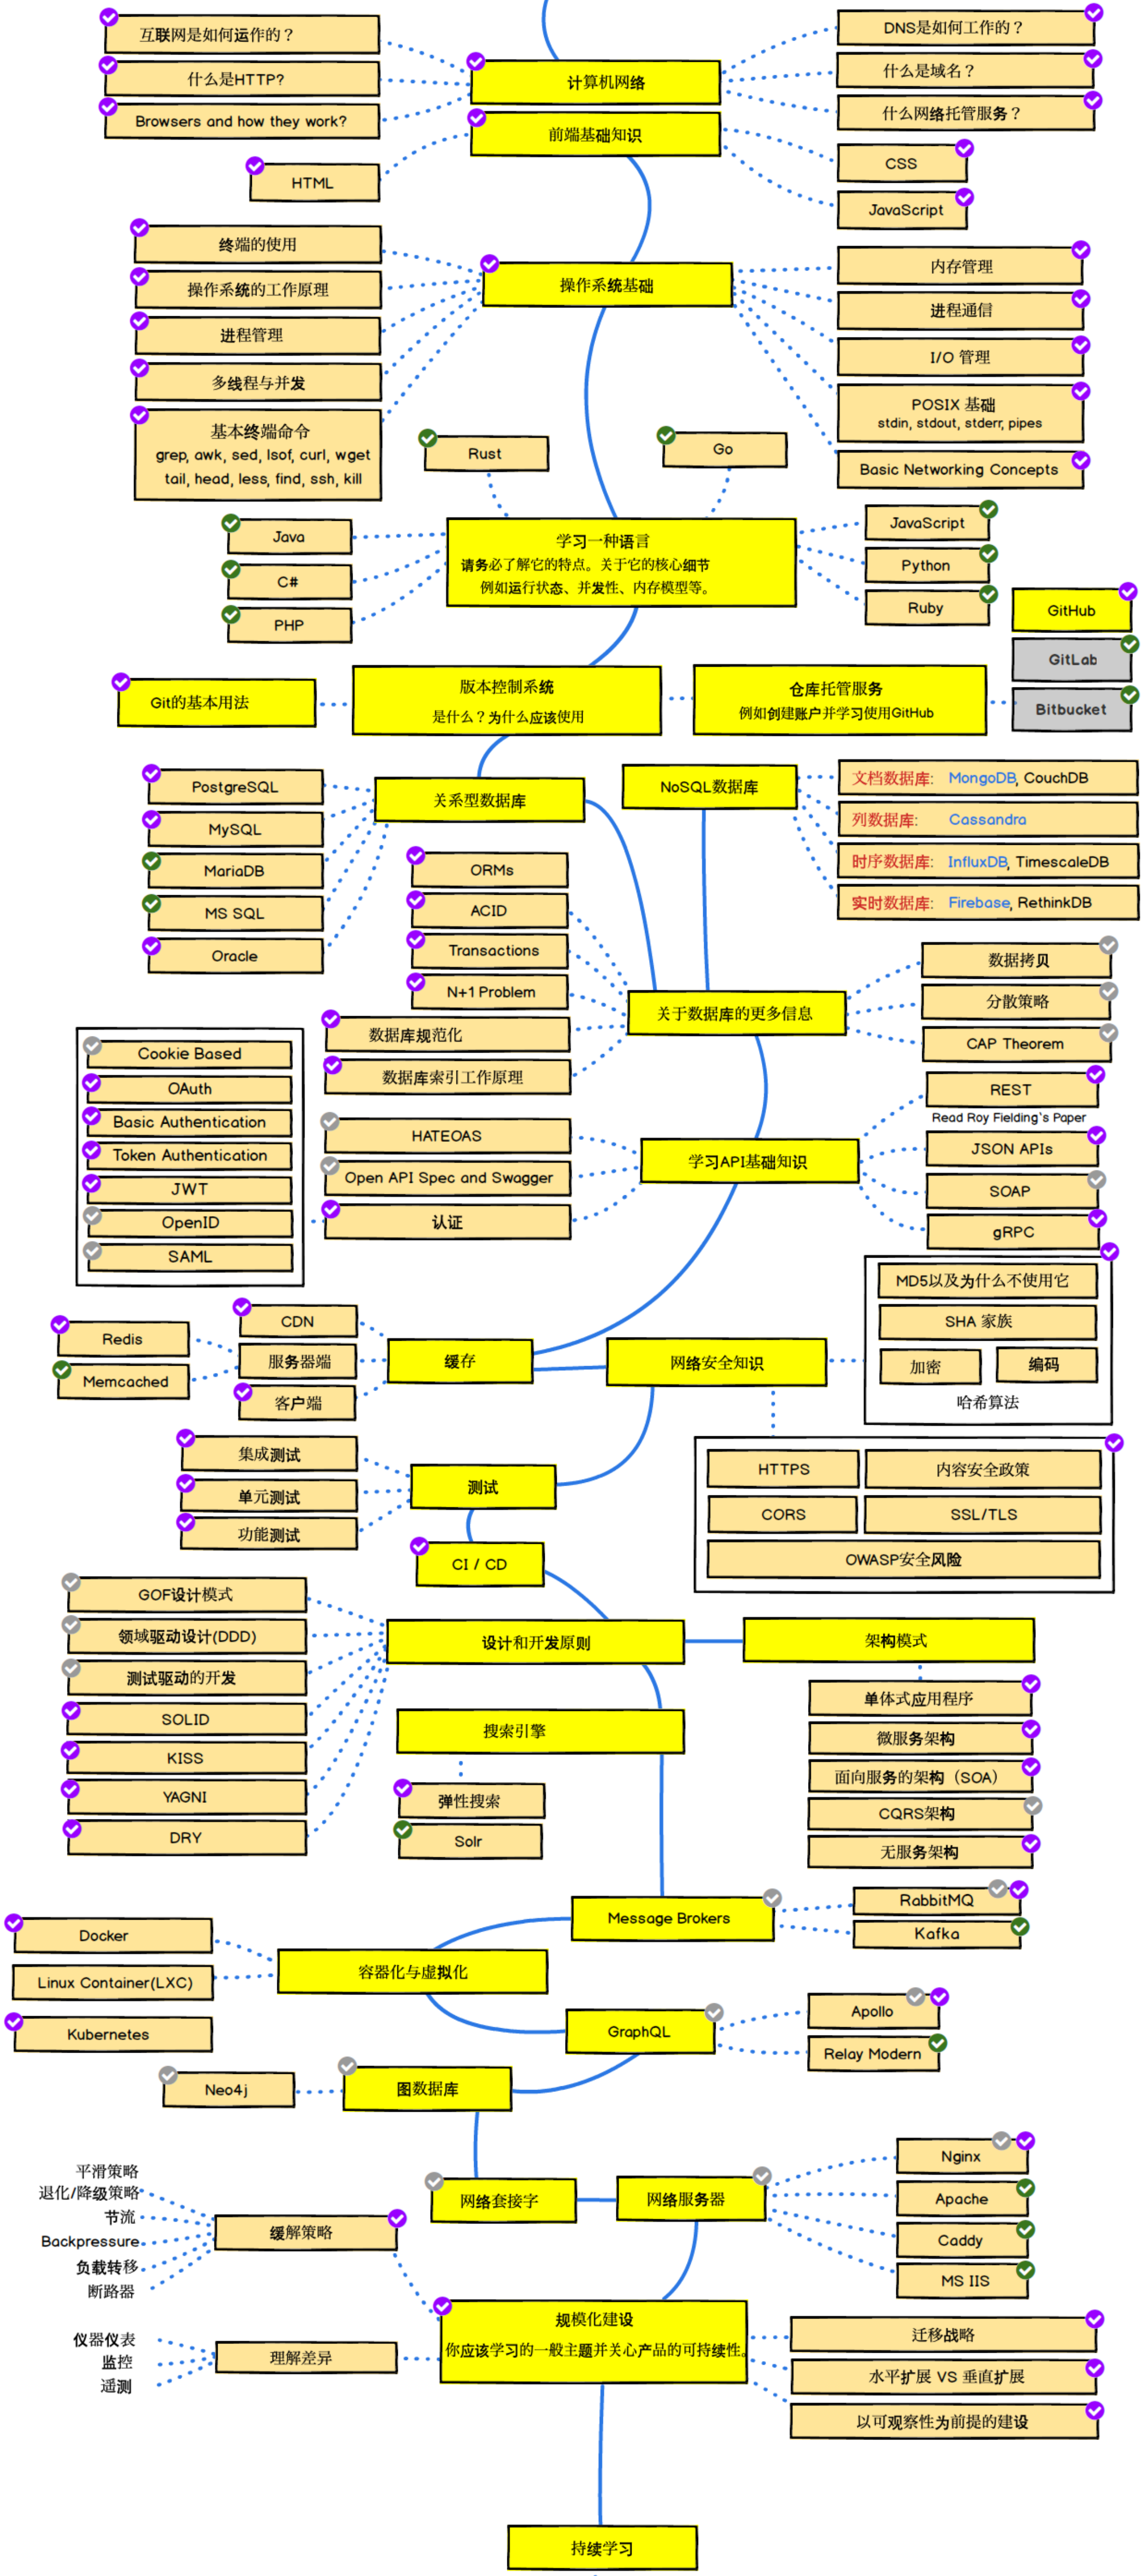 互联网是如何运作的？
什么是HTTP?
Browsers and how they work?
HTML
计算机网络
前端基础知识
DNS是如何工作的？
什么是域名？
什么网络托管服务？
CSS
JavaScript
终端的使用
操作系统的工作原理
进程管理
多线程与并发
基本终端命令
grep, awk, sed, lsof, curl, wget
tail, head, less, find, ssh, kill
操作系统基础
内存管理
进程通信
I/O 管理
POSIX 基础
stdin, stdout, stderr, pipes
Basic Networking Concepts
Rust
Go
Java
C#
PHP
学习一种语言
请务必了解它的特点。关于它的核心细节
例如运行状态、并发性、内存模型等。
JavaScript
Python
Ruby
GitHub
GitLab
Bitbucket
Git的基本用法
版本控制系统
是什么？为什么应该使用
仓库托管服务
例如创建账户并学习使用GitHub
PostgreSQL
MySQL
MariaDB
MS SQL
Oracle
关系型数据库
NoSQL数据库
文档数据库: MongoDB, CouchDB
列数据库: Cassandra
时序数据库: InfluxDB, TimescaleDB
实时数据库: Firebase, RethinkDB
ORMs
ACID
Transactions
N+1 Problem
数据库规范化
数据库索引工作原理
关于数据库的更多信息
数据拷贝
分散策略
CAP Theorem
Cookie Based
OAuth
Basic Authentication
Token Authentication
JWT
OpenID
SAML
HATEOAS
Open API Spec and Swagger
认证
学习API基础知识
REST
Read Roy Fielding's Paper
JSON APIs
SOAP
gRPC
MD5以及为什么不使用它
SHA 家族
加密
编码
哈希算法
Redis
Memcached
CDN
服务器端
客户端
缓存
网络安全知识
HTTPS
内容安全政策
CORS
SSL/TLS
OWASP安全风险
集成测试
单元测试
功能测试
测试
CI / CD
GOF设计模式
领域驱动设计(DDD)
测试驱动的开发
SOLID
KISS
YAGNI
DRY
设计和开发原则
架构模式
单体式应用程序
微服务架构
面向服务的架构（SOA）
CQRS架构
无服务架构
搜索引擎
弹性搜索
Solr
Message Brokers
RabbitMQ
Kafka
Docker
Linux Container(LXC)
Kubernetes
容器化与虚拟化
GraphQL
Apollo
Relay Modern
Neo4j
图数据库
网络套接字
网络服务器
Nginx
Apache
Caddy
MS IIS
平滑策略
退化/降级策略
节流
Backpressure
负载转移
断路器
缓解策略
仪器仪表
监控
遥测
理解差异
规模化建设
你应该学习的一般主题并关心产品的可持续性。
迁移战略
水平扩展 VS 垂直扩展
以可观察性为前提的建设
持续学习